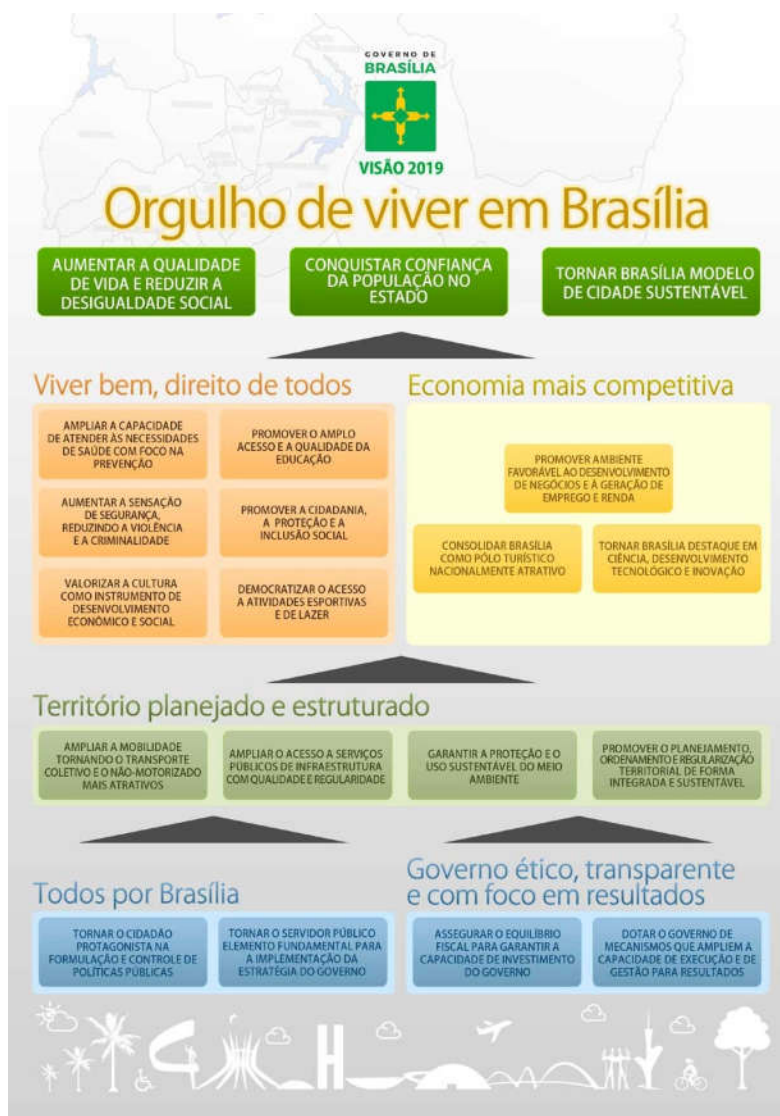 GOVERNO DE
BRASÍLIA
VISÃO 2019
Orgulho de viver em Brasília
AUMENTAR A QUALIDADE
DE VIDA E REDUZIR A
DESIGUALDADE SOCIAL
CONQUISTAR CONFIANÇA
DA POPULAÇÃO NO
ESTADO
TORNAR BRASÍLIA MODELO
DE CIDADE SUSTENTÁVEL
Viver bem, direito de todos
AMPLIAR A CAPACIDADE
DE ATENDER ÀS NECESSIDADES
DE SAÚDE COM FOCO NA
PREVENÇÃO
PROMOVER O AMPLO
ACESSO E A QUALIDADE DA
EDUCAÇÃO
AUMENTAR A SENSAÇÃO
DE SEGURANÇA,
REDUZINDO A VIOLÊNCIA
E A CRIMINALIDADE
PROMOVER A CIDADANIA,
A PROTEÇÃO E A
INCLUSÃO SOCIAL
VALORIZAR A CULTURA
COMO INSTRUMENTO DE
DESENVOLVIMENTO
ECONÔMICO E SOCIAL
DEMOCRATIZAR O ACESSO
A ATIVIDADES ESPORTIVAS
E DE LAZER
Economia mais competitiva
PROMOVER AMBIENTE
FAVORÁVEL AO DESENVOLVIMENTO
DE NEGÓCIOS E À GERAÇÃO DE
EMPREGO E RENDA
CONSOLIDAR BRASÍLIA
COMO PÓLO TURÍSTICO
NACIONALMENTE ATRATIVO
TORNAR BRASÍLIA DESTAQUE EM
CIÊNCIA, DESENVOLVIMENTO
TECNOLÓGICO E INOVAÇÃO
Território planejado e estruturado
AMPLIAR A MOBILIDADE
TORNANDO O TRANSPORTE
COLETIVO E O NÃO-MOTORIZADO
MAIS ATRATIVOS
AMPLIAR O ACESSO A SERVIÇOS
PÚBLICOS DE INFRAESTRUTURA
COM QUALIDADE E REGULARIDADE
GARANTIR A PROTEÇÃO E O
USO SUSTENTÁVEL DO MEIO
AMBIENTE
PROMOVER O PLANEJAMENTO,
ORDENAMENTO E REGULARIZAÇÃO
TERRITORIAL DE FORMA
INTEGRADA E SUSTENTÁVEL
Todos por Brasília
TORNAR O CIDADÃO
PROTAGONISTA NA
FORMULAÇÃO E CONTROLE DE
POLÍTICAS PÚBLICAS
TORNAR O SERVIDOR PÚBLICO
ELEMENTO FUNDAMENTAL PARA
A IMPLEMENTAÇÃO DA
ESTRATÉGIA DO GOVERNO
Governo ético, transparente
e com foco em resultados
ASSEGURAR O EQUILÍBRIO
FISCAL PARA GARANTIR A
CAPACIDADE DE INVESTIMENTO
DO GOVERNO
DOTAR O GOVERNO DE
MECANISMOS QUE AMPLIEM A
CAPACIDADE DE EXECUÇÃO E DE
GESTÃO PARA RESULTADOS